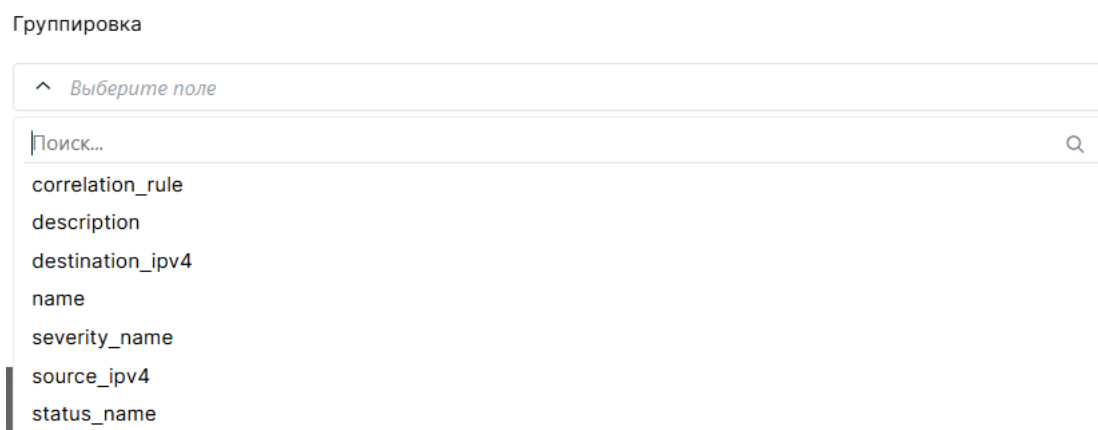 Группировка
Выберите поле
Поиск...
correlation_rule
description
destination_ipv4
name
severity_name
source_ipv4
status_name